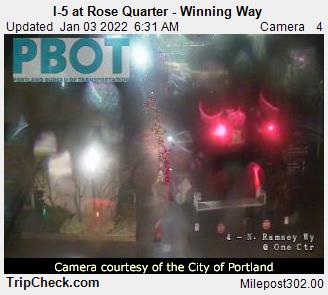 I-5 at Rose Quarter - Winning Way
Updated Jan 03 2022 6:31 AM Camera 4
PBOT
PORTLAND BUREAU OF TRANSPORTATION
4 - N. Ramsey Wy
@ One Ctr
Camera courtesy of the City of Portland
TripCheck.com Milepost302.00